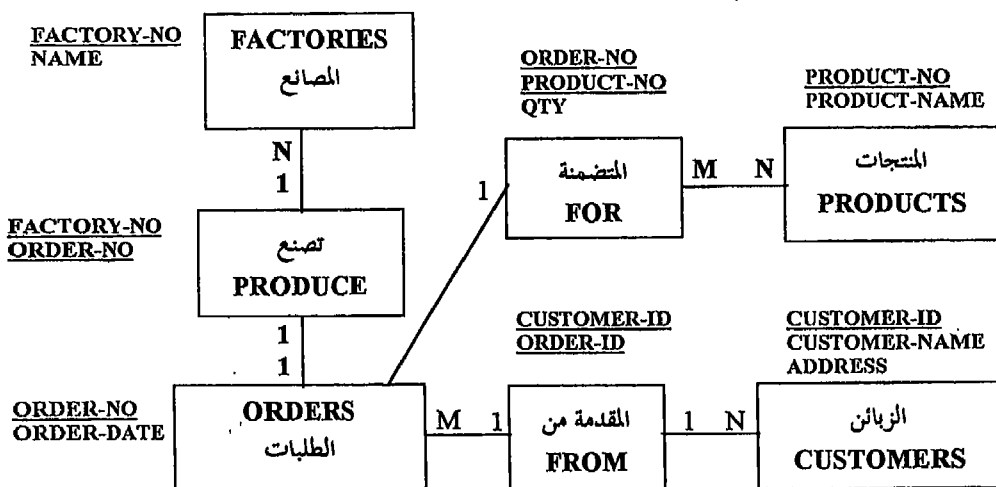 FACTORY-NO
NAME
FACTORIES
المصانع
N
1
FACTORY-NO
ORDER-NO
تصنع
PRODUCE
1
1
ORDER-NO
ORDER-DATE
ORDERS
الطلبات
ORDER-NO
PRODUCT-NO
QTY
1
المتضمنة
FOR
M N
PRODUCT-NO
PRODUCT-NAME
المنتجات
PRODUCTS
M 1
CUSTOMER-ID
ORDER-ID
المقدمة من
FROM
1 N
CUSTOMER-ID
CUSTOMER-NAME
ADDRESS
الزبائن
CUSTOMERS